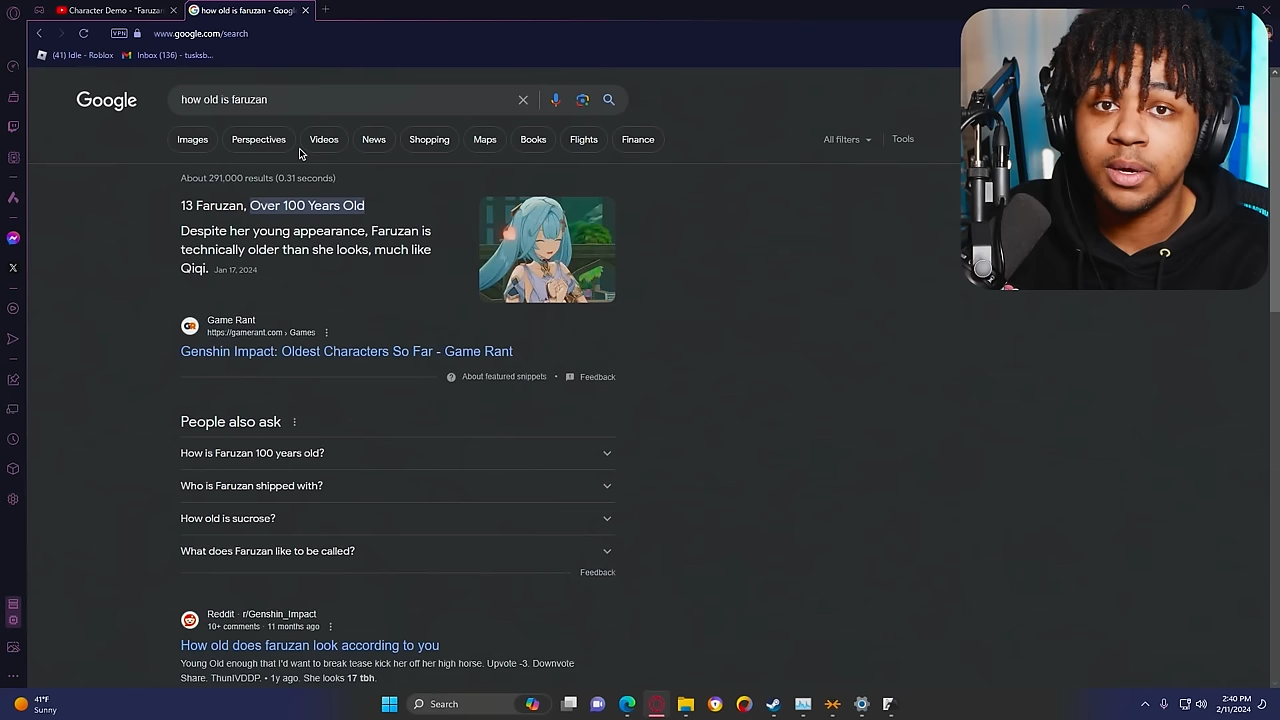 Character Demo - "Faruzan
how old is faruzan - Googl
VPN
www.google.com/search
(41) Idle - Roblox
Inbox (136) - tusksb...
Google
how old is faruzan
Images
Perspectives
Videos
News
Shopping
Maps
Books
Flights
Finance
All filters
Tools
About 291,000 results (0.31 seconds)
13 Faruzan, Over 100 Years Old
Despite her young appearance, Faruzan is
technically older than she looks, much like
Qiqi. Jan 17, 2024
GR
Game Rant
https://gamerant.com › Games
Genshin Impact: Oldest Characters So Far - Game Rant
About featured snippets
Feedback
People also ask
How is Faruzan 100 years old?
Who is Faruzan shipped with?
How old is sucrose?
What does Faruzan like to be called?
Feedback
Reddit · r/Genshin_Impact
10+ comments · 11 months ago
How old does faruzan look according to you
Young Old enough that I'd want to break tease kick her off her high horse. Upvote -3. Downvote
Share. ThunIVDDP. • 1y ago. She looks 17 tbh.
41°F
Sunny
Search
2:40 PM
2/11/2024